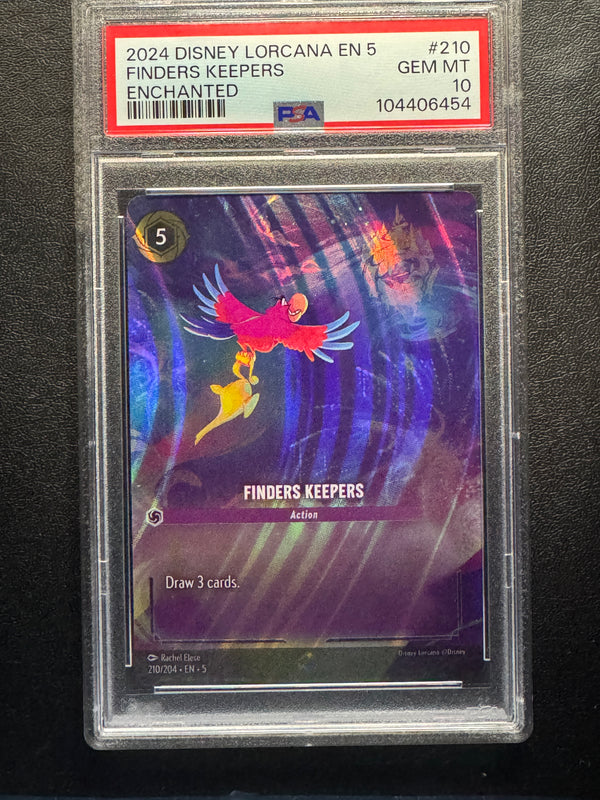 2024 DISNEY LORCANA EN 5 #210
FINDERS KEEPERS GEM MT
ENCHANTED 10
PSA 104406454
5
FINDERS KEEPERS
Action
Draw 3 cards.
Rachel Elese
Disney Lorcana ©Disney
210/204 • EN • 5